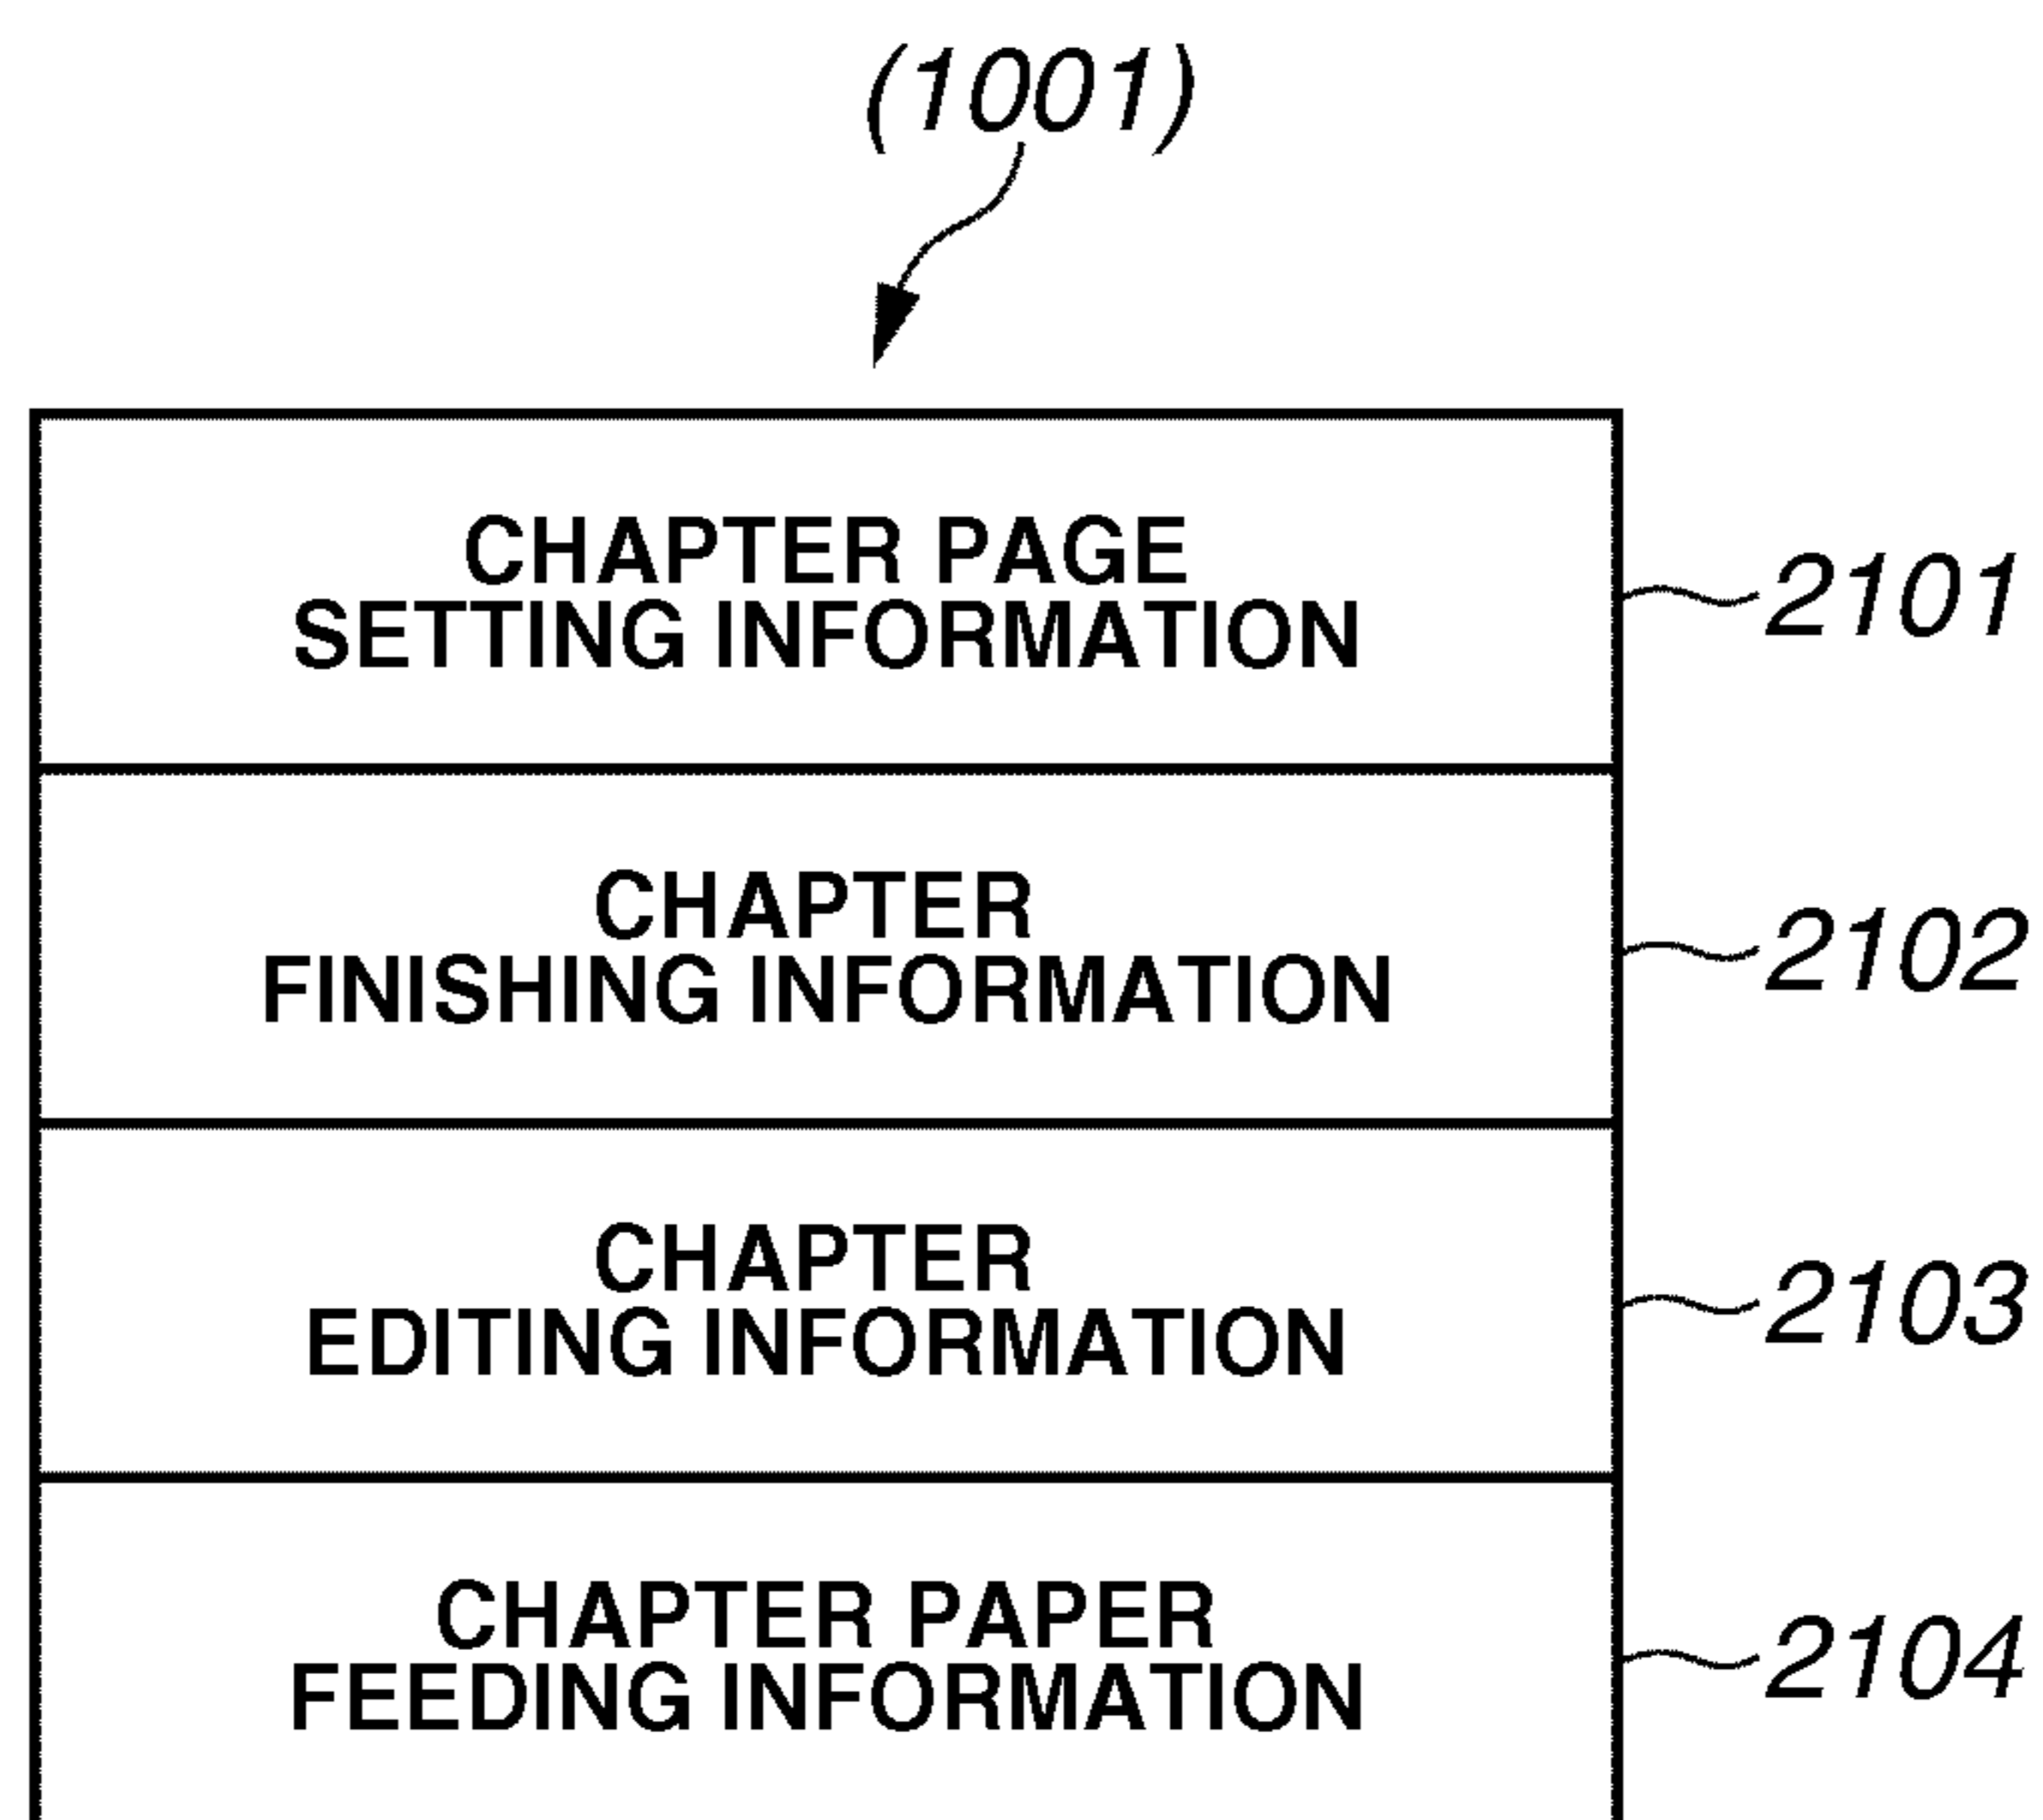 (1001)
CHAPTER PAGE
SETTING INFORMATION
2101
CHAPTER
FINISHING INFORMATION
2102
CHAPTER
EDITING INFORMATION
2103
CHAPTER PAPER
FEEDING INFORMATION
2104